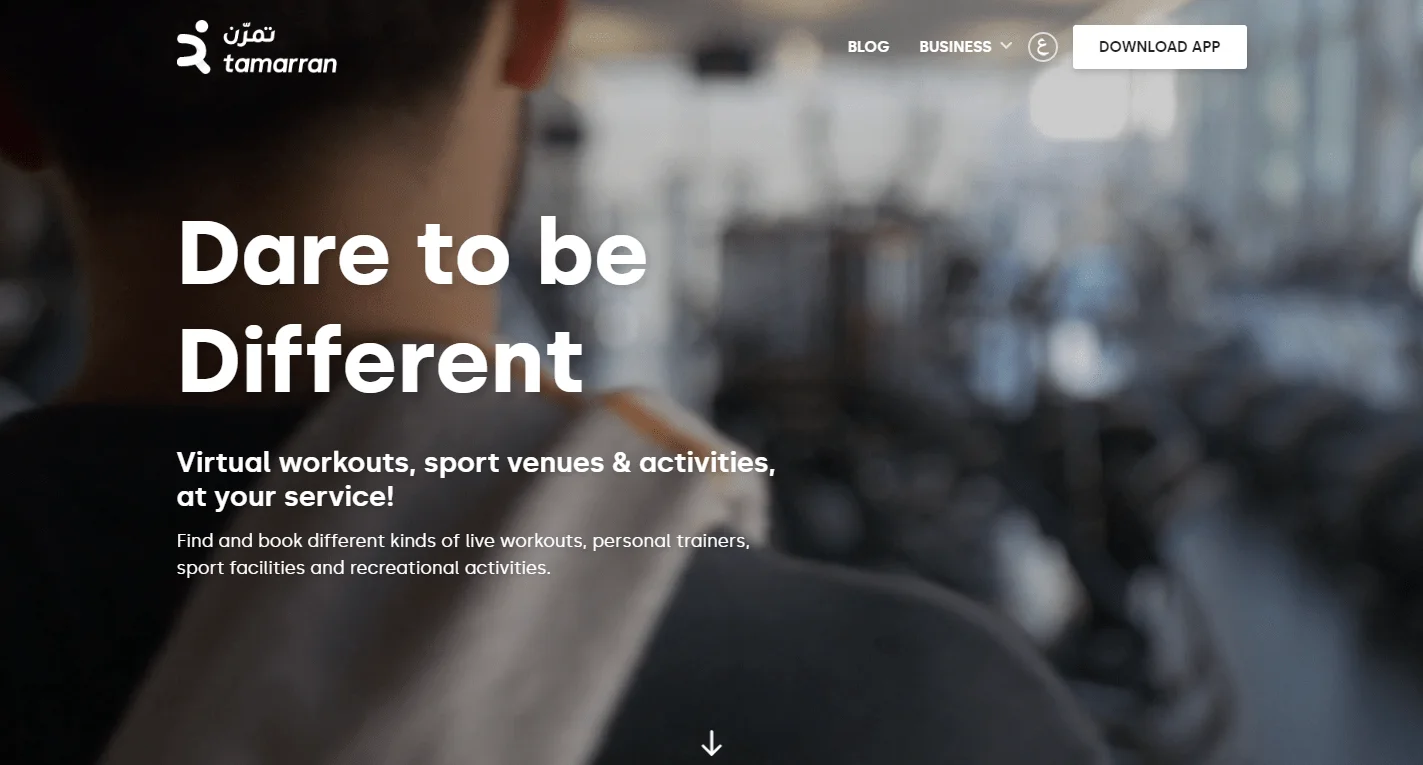 تمرّن
tamarran
BLOG
BUSINESS
ع
DOWNLOAD APP
Dare to be
Different
Virtual workouts, sport venues & activities,
at your service!
Find and book different kinds of live workouts, personal trainers,
sport facilities and recreational activities.